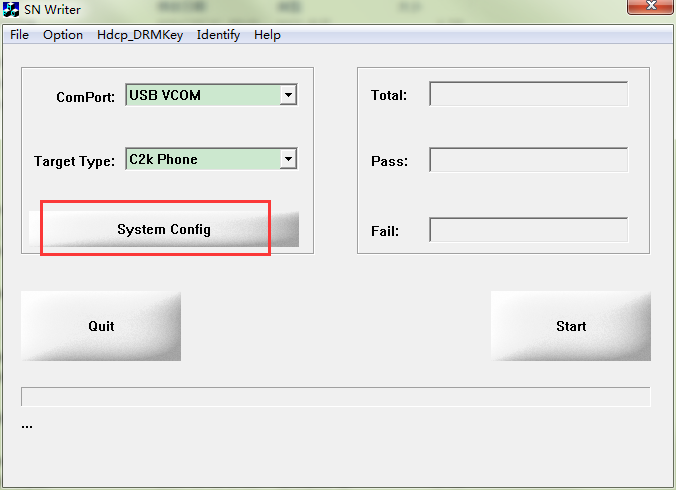 SN Writer
File Option Hdcp_DRMKey Identify Help
ComPort: USB VCOM
Target Type: C2k Phone
System Config
Total:
Pass:
Fail:
Quit
Start
...